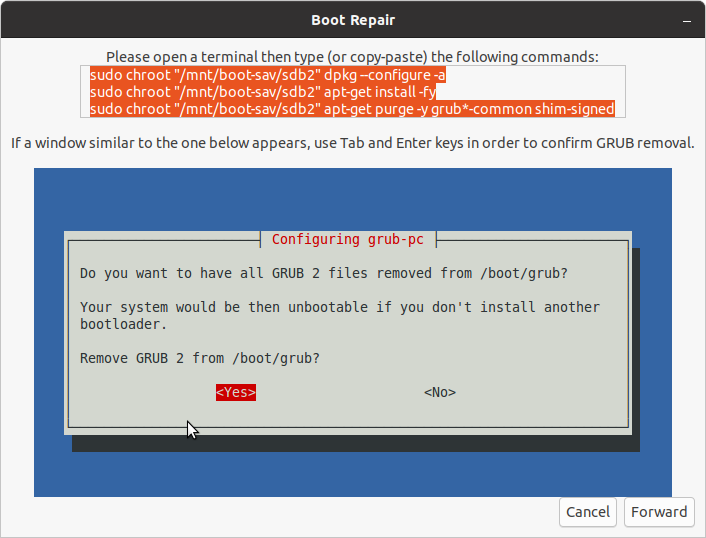 Boot Repair
Please open a terminal then type (or copy-paste) the following commands:
sudo chroot "/mnt/boot-sav/sdb2" dpkg --configure -a
sudo chroot "/mnt/boot-sav/sdb2" apt-get install -fy
sudo chroot "/mnt/boot-sav/sdb2" apt-get purge -y grub*-common shim-signed
If a window similar to the one below appears, use Tab and Enter keys in order to confirm GRUB removal.
Configuring grub-pc
Do you want to have all GRUB 2 files removed from /boot/grub?
Your system would be then unbootable if you don't install another
bootloader.
Remove GRUB 2 from /boot/grub?
<Yes> <No>
Cancel Forward